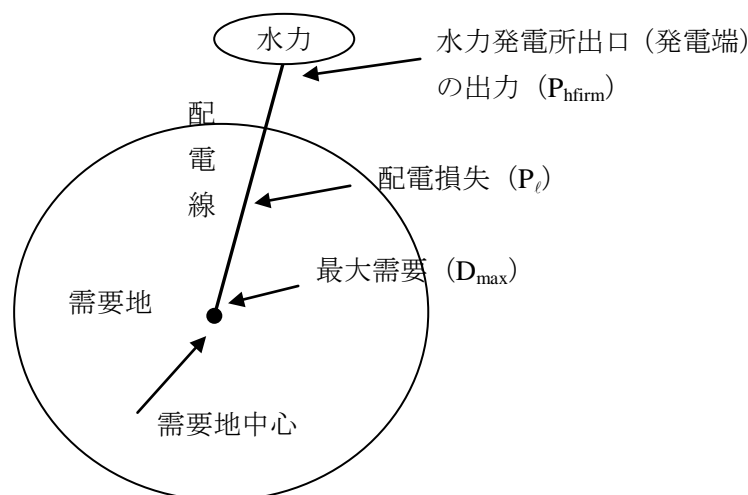 水力
水力発電所出口(発電端)
の出力(Phfirm)
配電線
配電損失(Pℓ)
最大需要(Dmax)
需要地
需要地中心